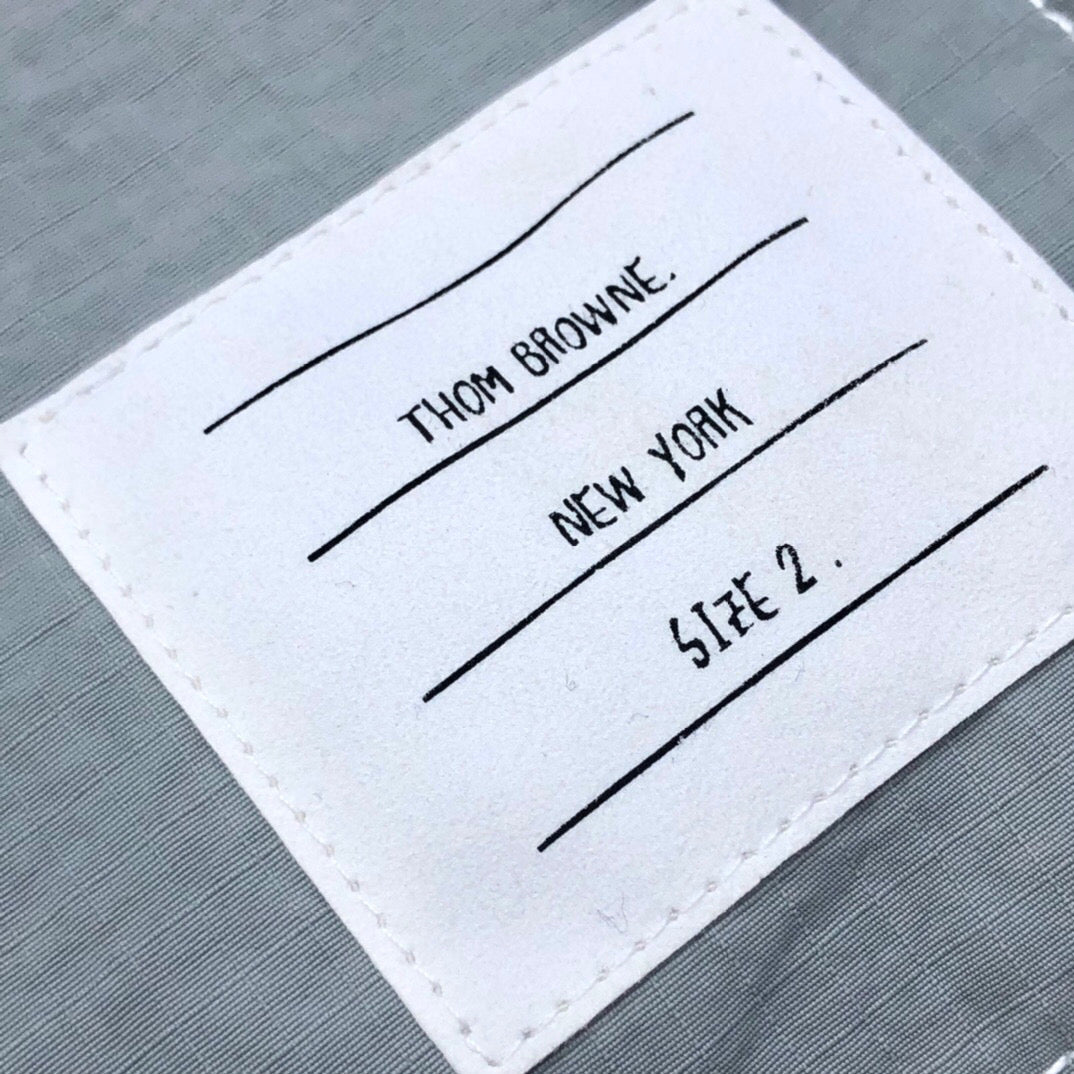 THOM BROWNE.
NEW YORK
SIZE 2.